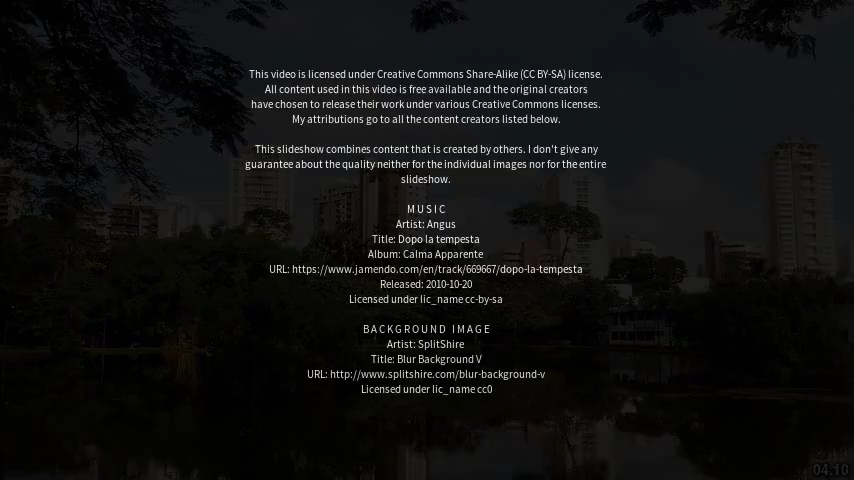 This video is licensed under Creative Commons Share-Alike (CC BY-SA) license.
All content used in this video is free available and the original creators
have chosen to release their work under various Creative Commons licenses.
My attributions go to all the content creators listed below.
This slideshow combines content that is created by others. I don't give any
guarantee about the quality neither for the individual images nor for the entire
slideshow.
MUSIC
Artist: Angus
Title: Dopo la tempesta
Album: Calma Apparente
URL: https://www.jamendo.com/en/track/669667/dopo-la-tempesta
Released: 2010-10-20
Licensed under lic_name cc-by-sa
BACKGROUND IMAGE
Artist: SplitShire
Title: Blur Background V
URL: http://www.splitshire.com/blur-background-v
Licensed under lic_name cc0
04.10